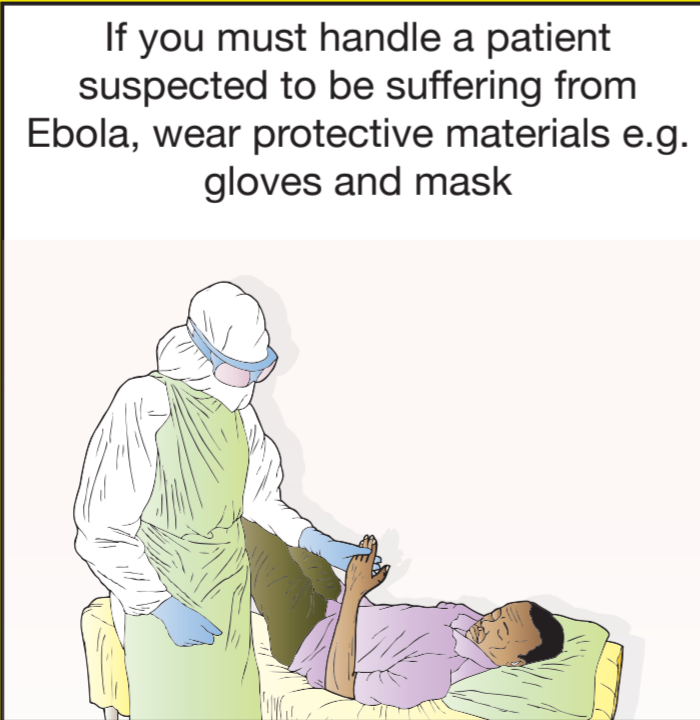 If you must handle a patient
suspected to be suffering from
Ebola, wear protective materials e.g.
gloves and mask